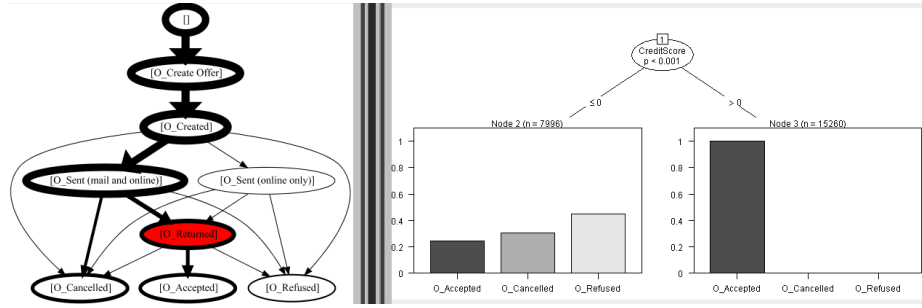 []
[O_Create Offer]
[O_Created]
[O_Sent (mail and online)]
[O_Sent (online only)]
[O_Returned]
[O_Cancelled]
[O_Accepted]
[O_Refused]
1
CreditScore
p < 0.001
≤ 0
> 0
Node 2 (n = 7996)
1
0.8
0.6
0.4
0.2
0
O_Accepted
O_Cancelled
O_Refused
Node 3 (n = 15260)
1
0.8
0.6
0.4
0.2
0
O_Accepted
O_Cancelled
O_Refused